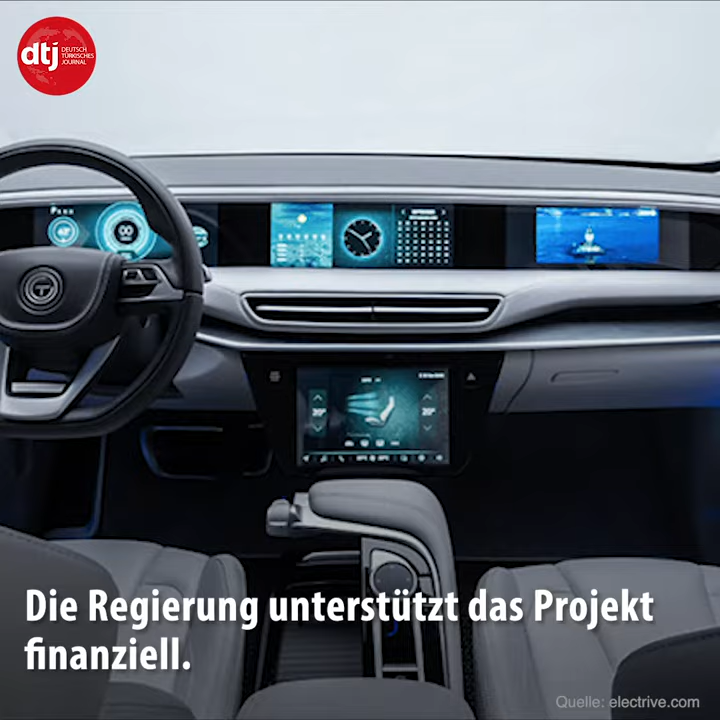 dtj DEUTSCH
TÜRKISCHES
JOURNAL
Die Regierung unterstützt das Projekt
finanziell.
Quelle: electrive.com